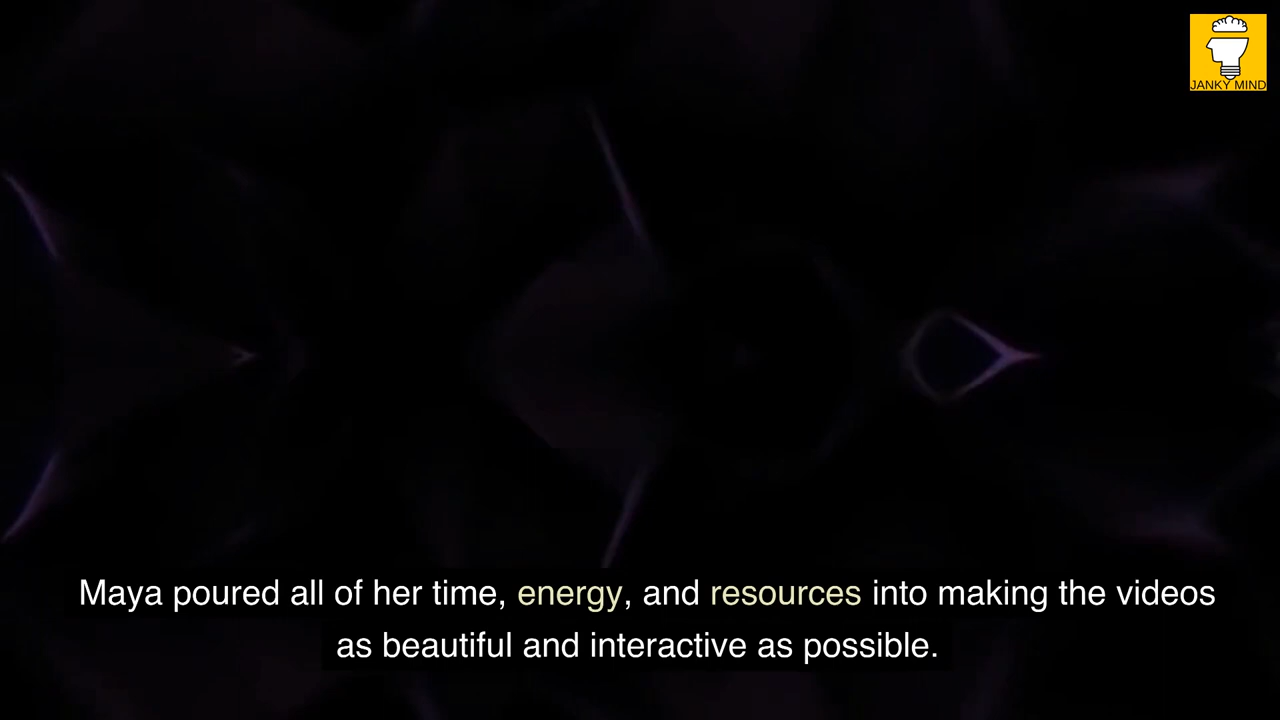 JANKY MIND
Maya poured all of her time, energy, and resources into making the videos
as beautiful and interactive as possible.